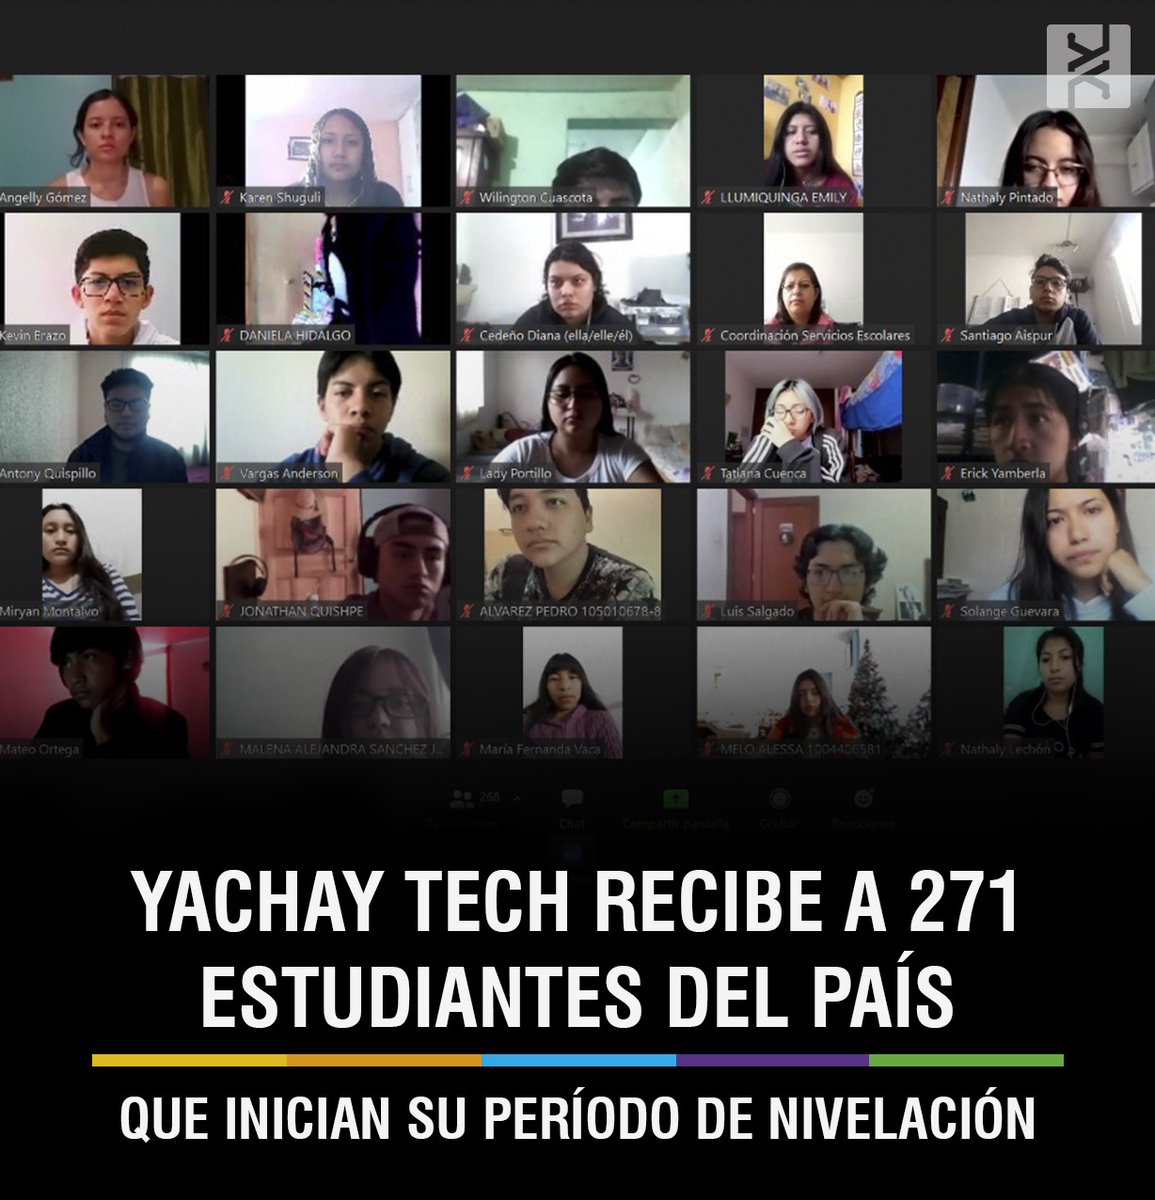 Angelly Gómez
Karen Shuguli
Wilington Cuascota
LLUMIQUINGA EMILY
Nathaly Pintado
Kevin Erazo
DANIELA HIDALGO
Cedeño Diana (ella/elle/él)
Coordinación Servicios Escolares
Santiago Aispur
Antony Quispillo
Vargas Anderson
Lady Portillo
Tatiana Cuenca
Erick Yamberla
Miryan Montalvo
JONATHAN QUISHPE
ALVAREZ PEDRO 105010678-8
Luis Salgado
Solange Guevara
Mateo Ortega
MALENA ALEJANDRA SANCHEZ J...
María Fernanda Vaca
MELO ALESSA 1004406581
Nathaly Lechón
268
Participantes
Chat
Compartir pantalla
Grabar
Reacciones
YACHAY TECH RECIBE A 271
ESTUDIANTES DEL PAÍS
QUE INICIAN SU PERÍODO DE NIVELACIÓN